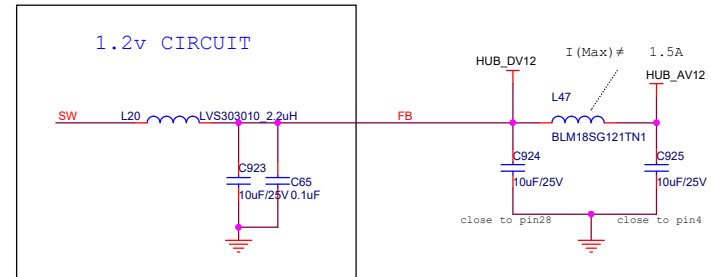 1.2v CIRCUIT
I(Max)≠ 1.5A
HUB_DV12
HUB_AV12
L47
SW
L20
LVS303010_2.2uH
FB
BLM18SG121TN1
C923
10uF/25V
C65
0.1uF
C924
10uF/25V
C925
10uF/25V
close to pin28
close to pin4